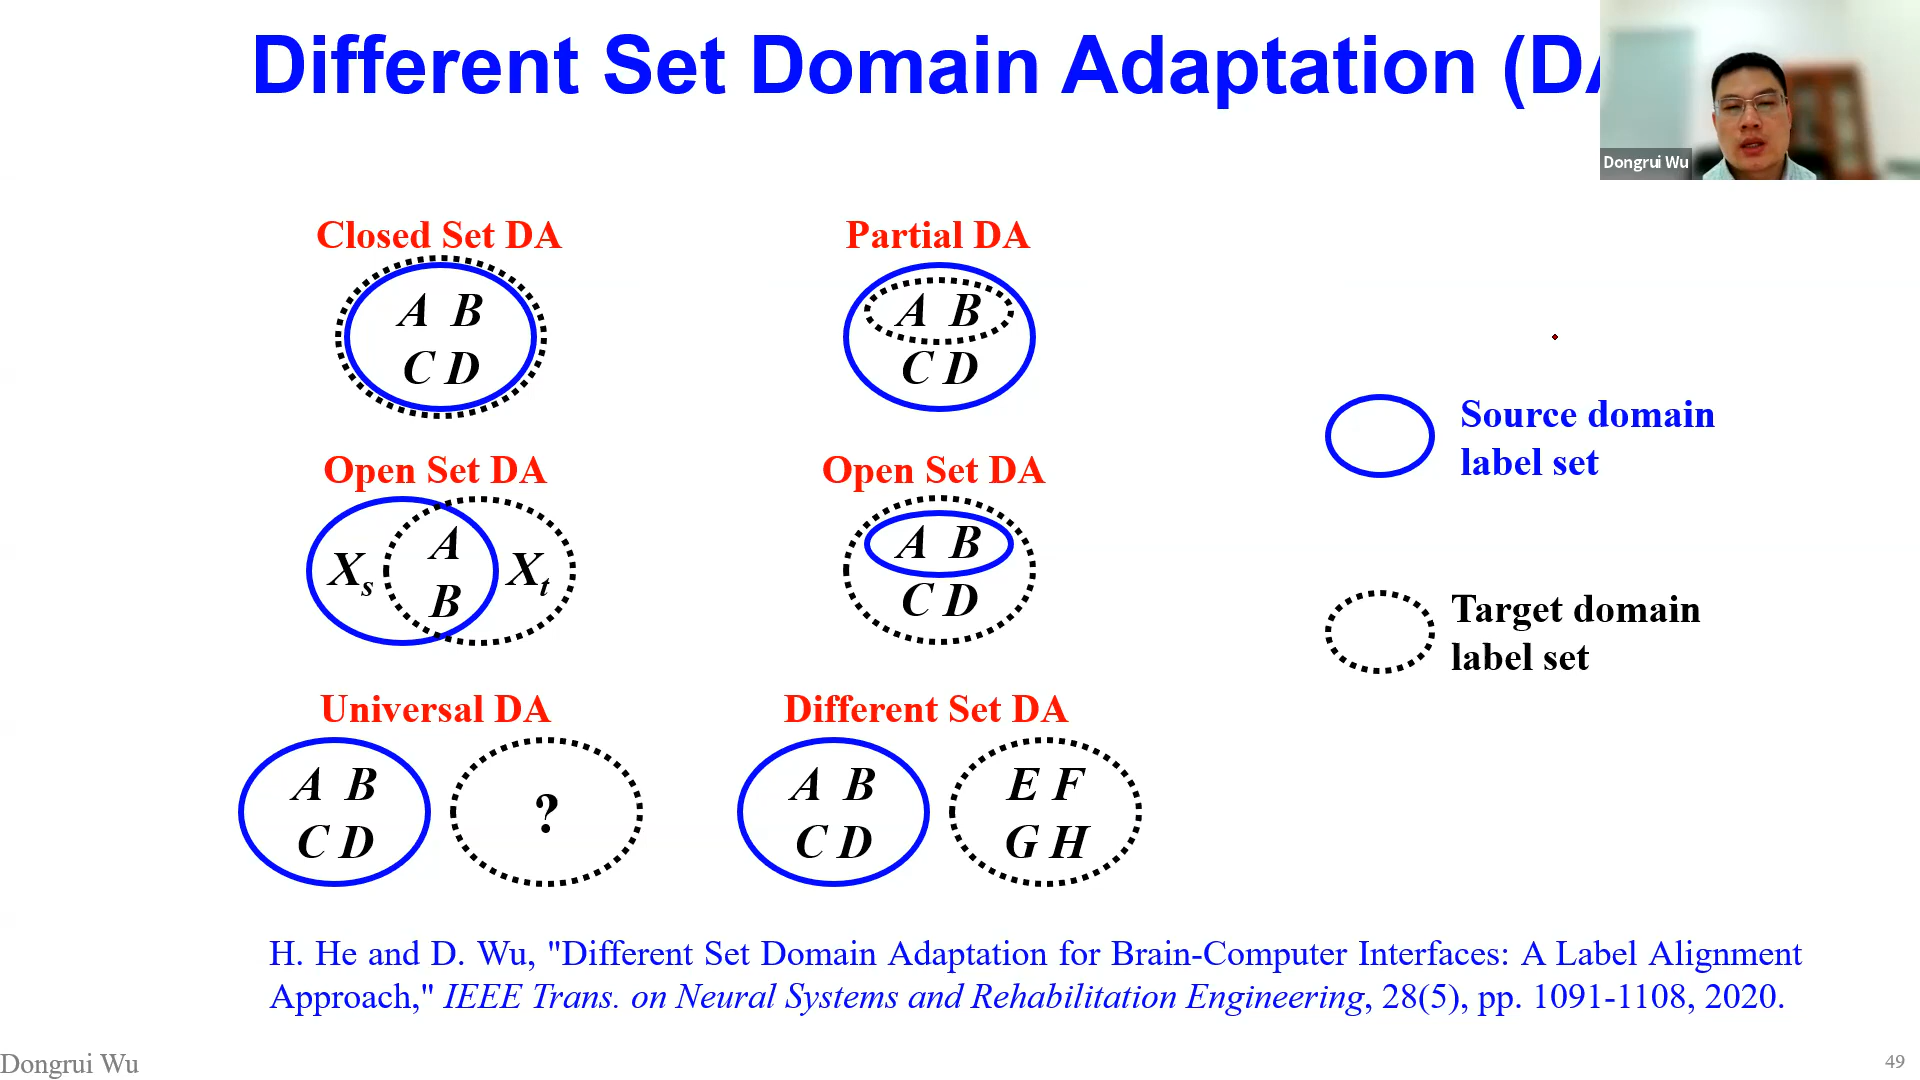 Different Set Domain Adaptation (DA
Dongrui Wu
Closed Set DA
Partial DA
A B
C D
A B
C D
Source domain
label set
Open Set DA
Open Set DA
Xs A B Xt
A B
C D
Target domain
label set
Universal DA
Different Set DA
A B
C D
?
A B
C D
E F
G H
H. He and D. Wu, "Different Set Domain Adaptation for Brain-Computer Interfaces: A Label Alignment
Approach," IEEE Trans. on Neural Systems and Rehabilitation Engineering, 28(5), pp. 1091-1108, 2020.
Dongrui Wu
49